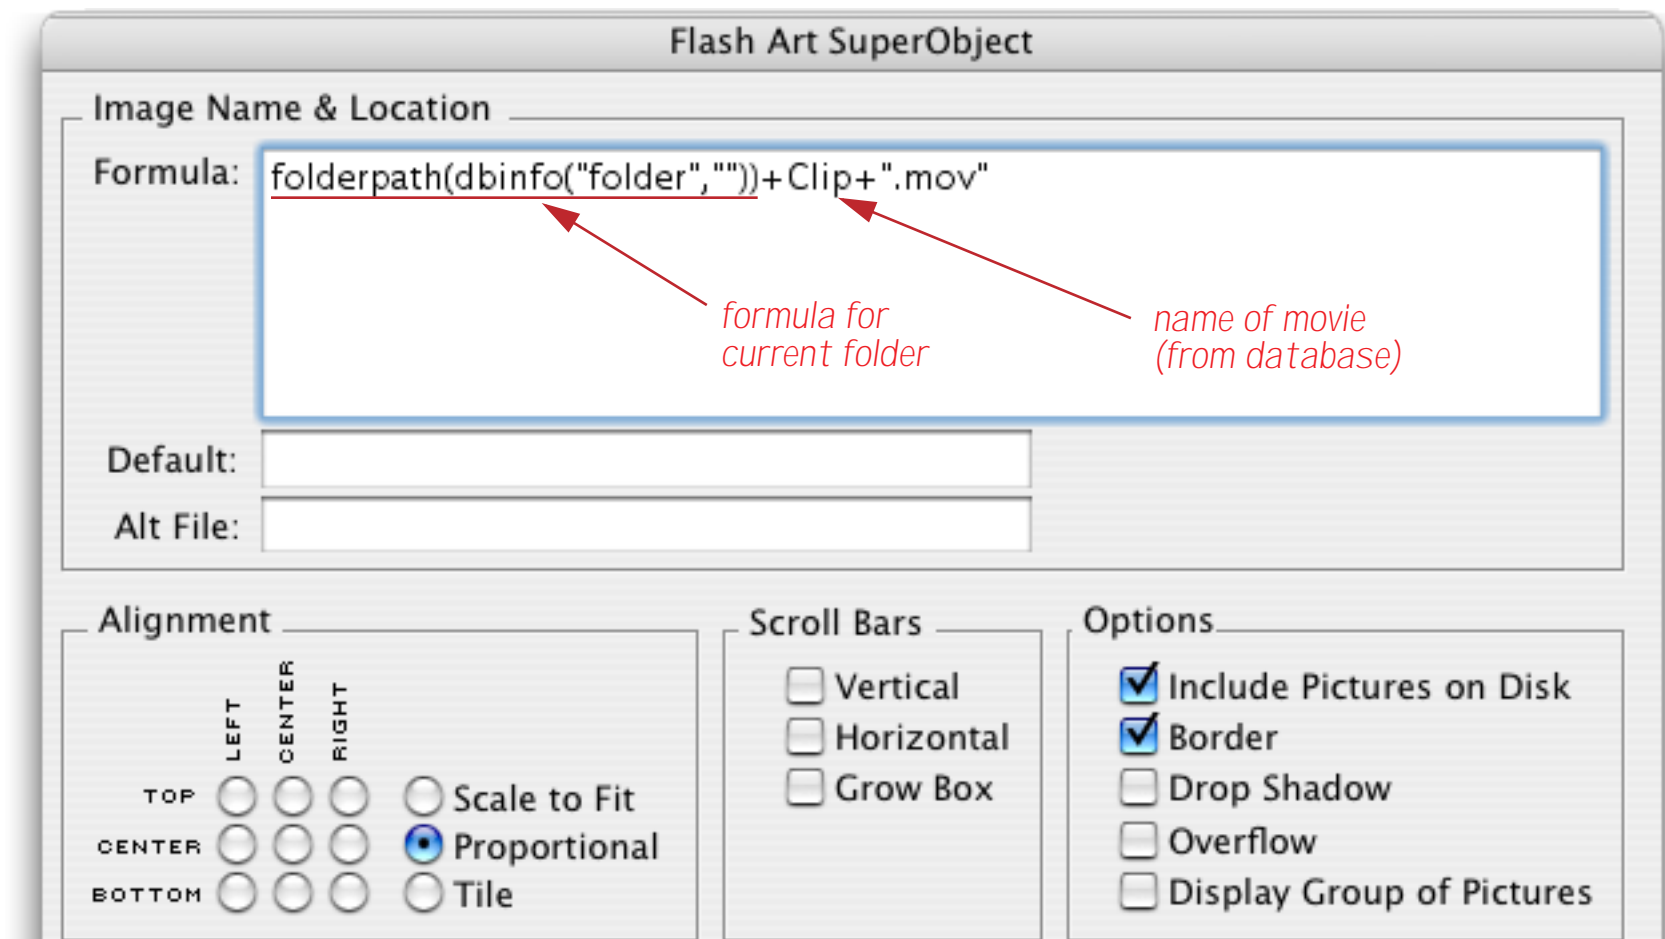 Flash Art SuperObject
Image Name & Location
Formula: folderpath(dbinfo("folder",""))+Clip+".mov"
formula for
current folder
name of movie
(from database)
Default:
Alt File:
Alignment
LEFT CENTER RIGHT
TOP
CENTER
BOTTOM
Scale to Fit
Proportional
Tile
Scroll Bars
Vertical
Horizontal
Grow Box
Options
Include Pictures on Disk
Border
Drop Shadow
Overflow
Display Group of Pictures